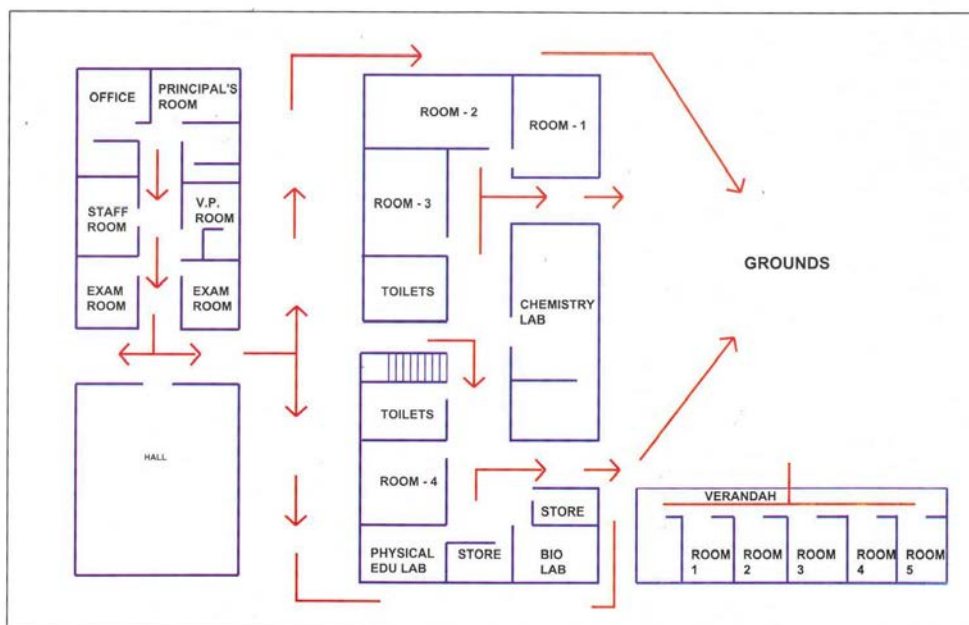 OFFICE
PRINCIPAL'S
ROOM
STAFF
ROOM
V.P.
ROOM
EXAM
ROOM
EXAM
ROOM
HALL
ROOM - 2
ROOM - 1
ROOM - 3
TOILETS
CHEMISTRY
LAB
TOILETS
ROOM - 4
STORE
PHYSICAL
EDU LAB
STORE
BIO
LAB
GROUNDS
VERANDAH
ROOM
1
ROOM
2
ROOM
3
ROOM
4
ROOM
5